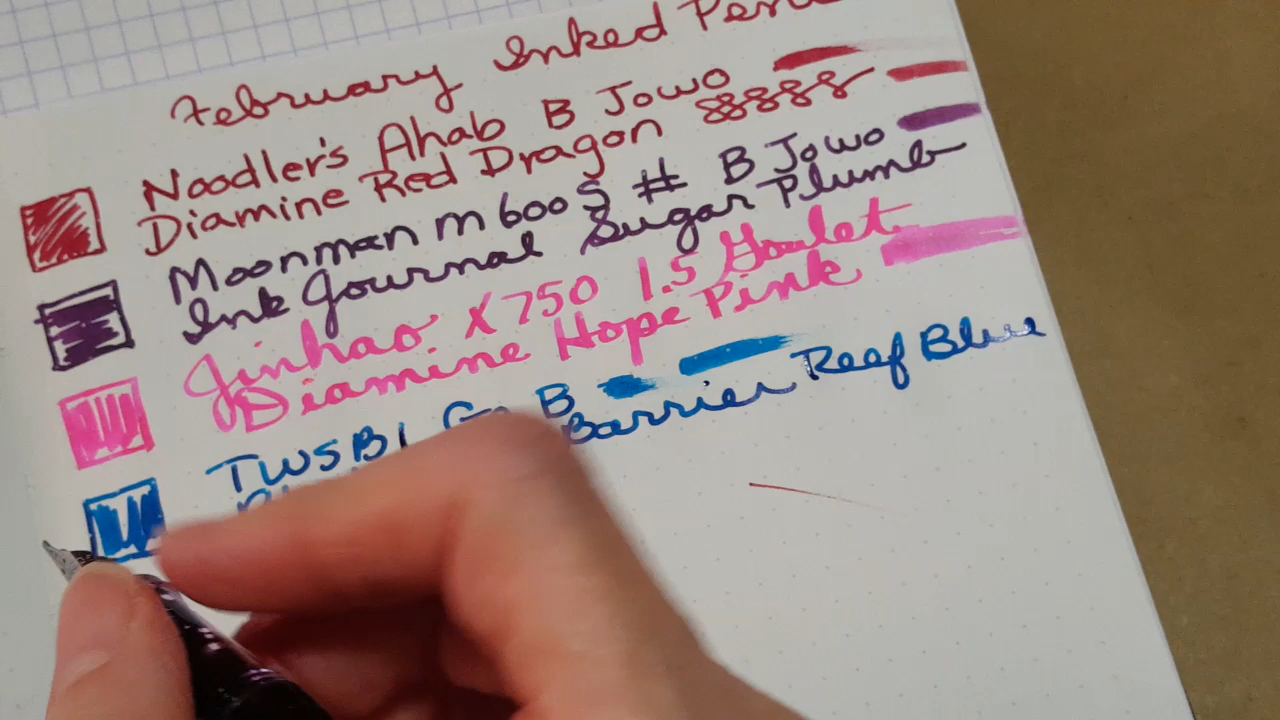 February Inked Pens
Noodler's Ahab B Jowo
Diamine Red Dragon
Moonman M600S # B Jowo
Ink Journal Sugar Plumb
Jinhao X750 1.5 Goulet
Diamine Hope Pink
TWSBI Go B
Barrier Reef Blue